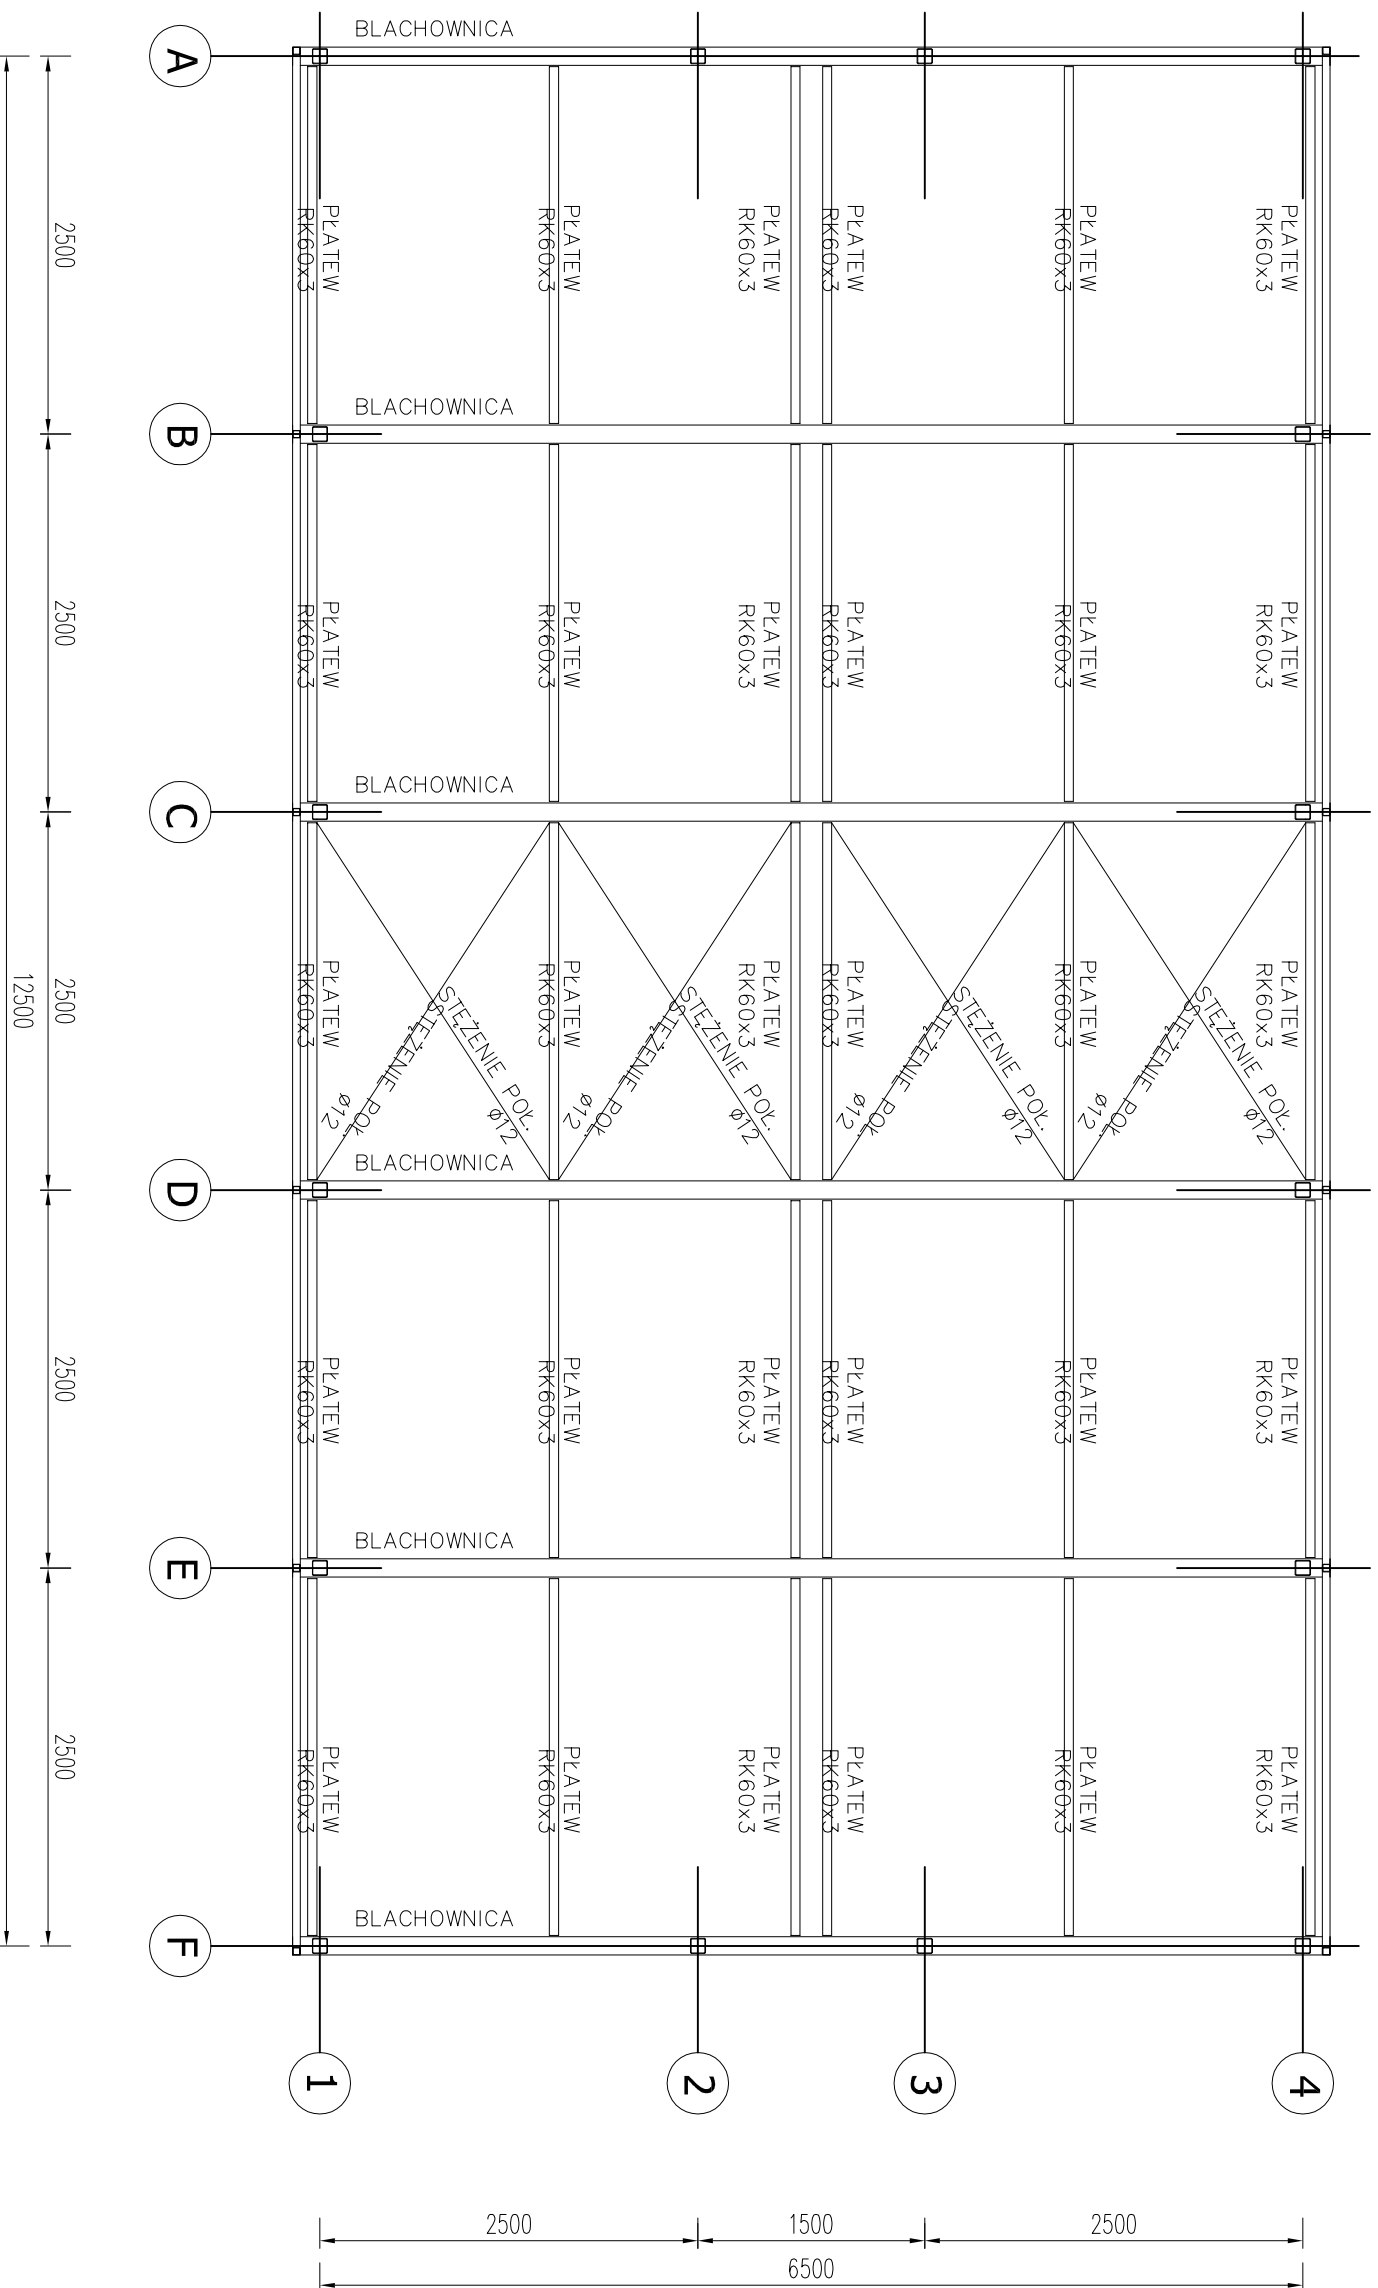 BLACHOWNICA
A
PŁATEW
RK60x3
PŁATEW
RK60x3
PŁATEW
RK60x3
PŁATEW
RK60x3
PŁATEW
RK60x3
PŁATEW
RK60x3
2500
BLACHOWNICA
B
PŁATEW
RK60x3
PŁATEW
RK60x3
PŁATEW
RK60x3
PŁATEW
RK60x3
PŁATEW
RK60x3
PŁATEW
RK60x3
2500
BLACHOWNICA
C
PŁATEW
RK60x3
PŁATEW
RK60x3
PŁATEW
RK60x3
PŁATEW
RK60x3
PŁATEW
RK60x3
PŁATEW
RK60x3
2500
12500
STĘŻENIE POŁ.
ø12
STĘŻENIE POŁ.
ø12
STĘŻENIE POŁ.
ø12
STĘŻENIE POŁ.
ø12
STĘŻENIE POŁ.
ø12
STĘŻENIE POŁ.
ø12
STĘŻENIE POŁ.
ø12
STĘŻENIE POŁ.
ø12
BLACHOWNICA
D
PŁATEW
RK60x3
PŁATEW
RK60x3
PŁATEW
RK60x3
PŁATEW
RK60x3
PŁATEW
RK60x3
PŁATEW
RK60x3
2500
BLACHOWNICA
E
PŁATEW
RK60x3
PŁATEW
RK60x3
PŁATEW
RK60x3
PŁATEW
RK60x3
PŁATEW
RK60x3
PŁATEW
RK60x3
2500
BLACHOWNICA
F
1
2
3
4
2500
1500
2500
6500